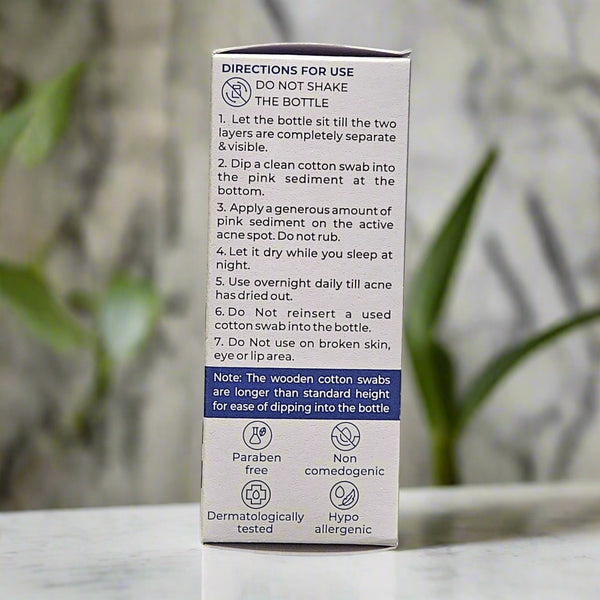 DIRECTIONS FOR USE
DO NOT SHAKE
THE BOTTLE
1. Let the bottle sit till the two
layers are completely separate
& visible.
2. Dip a clean cotton swab into
the pink sediment at the
bottom.
3. Apply a generous amount of
pink sediment on the active
acne spot. Do not rub.
4. Let it dry while you sleep at
night.
5. Use overnight daily till acne
has dried out.
6. Do Not reinsert a used
cotton swab into the bottle.
7. Do Not use on broken skin,
eye or lip area.
Note: The wooden cotton swabs
are longer than standard height
for ease of dipping into the bottle
Paraben
free
Non
comedogenic
Dermatologically
tested
Hypo
allergenic